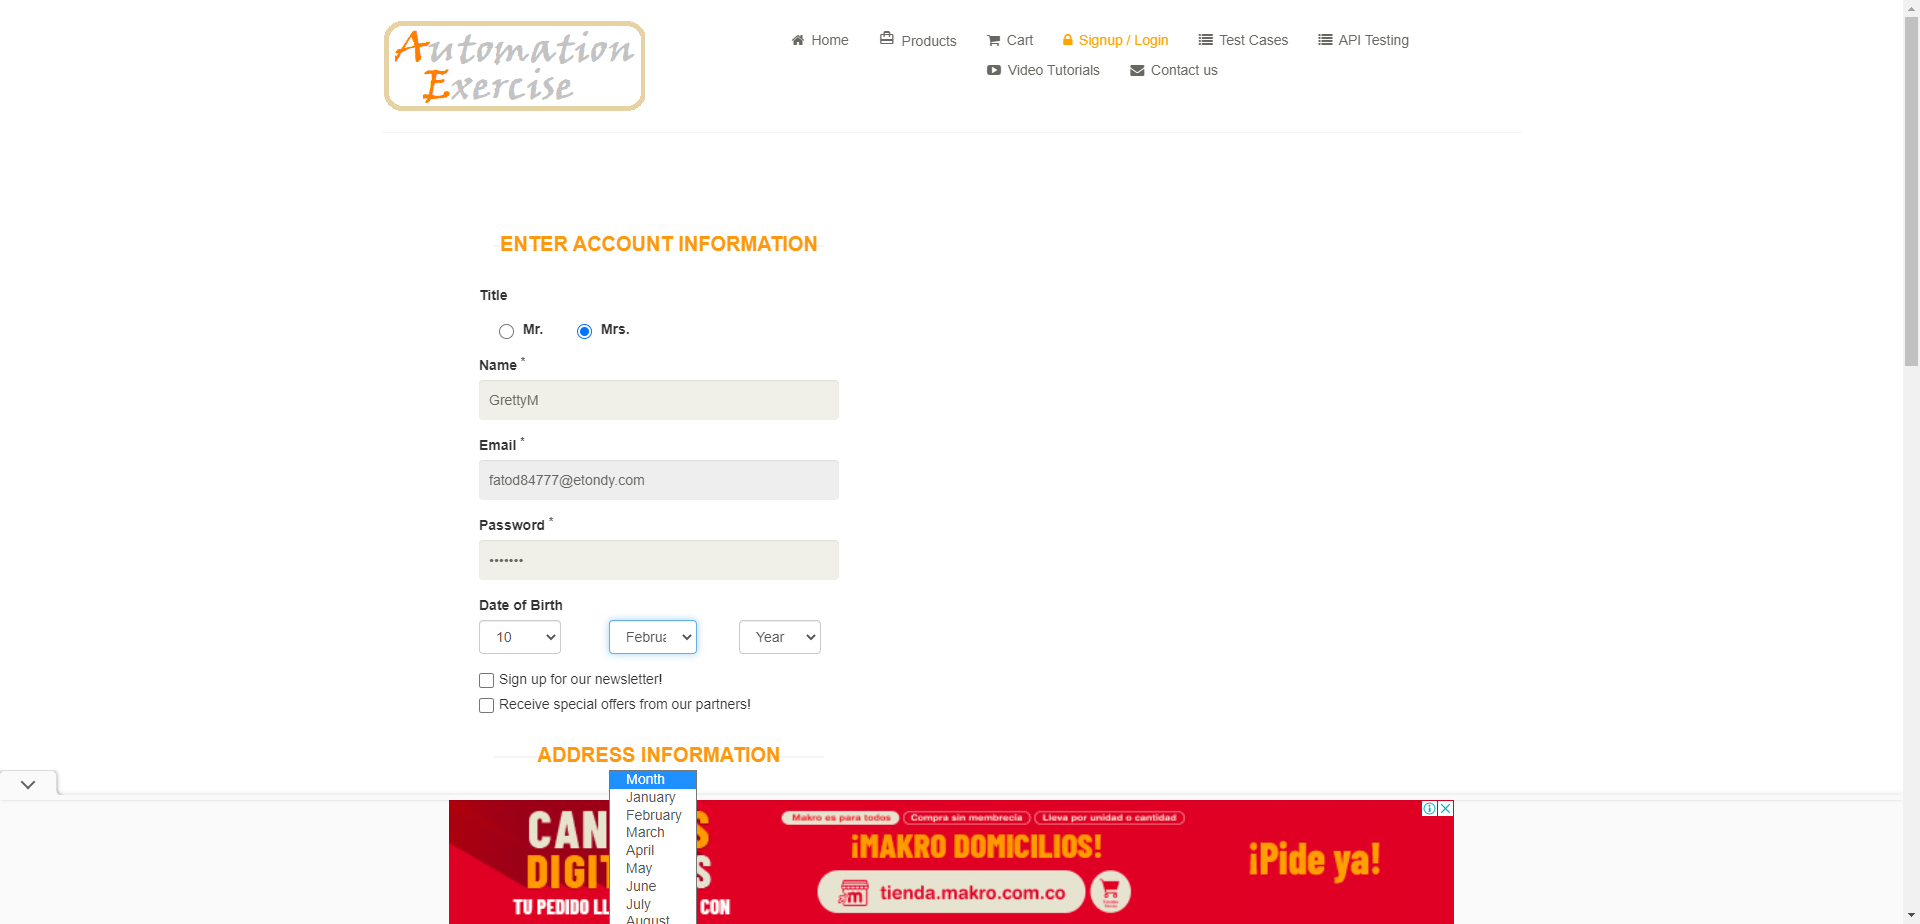 Automation
Exercise
Home
Products
Cart
Signup / Login
Test Cases
API Testing
Video Tutorials
Contact us
ENTER ACCOUNT INFORMATION
Title
Mr.
Mrs.
Name *
GrettyM
Email *
fatod84777@etondy.com
Password *
•••••••
Date of Birth
10
Februa
Year
Sign up for our newsletter!
Receive special offers from our partners!
ADDRESS INFORMATION
Month
January
February
March
April
May
June
July
August
Makro es para todos
Compra sin membrecía
Lleva por unidad o cantidad
¡MAKRO DOMICILIOS!
m tienda.makro.com.co
¡Pide ya!
TU PEDIDO
CON